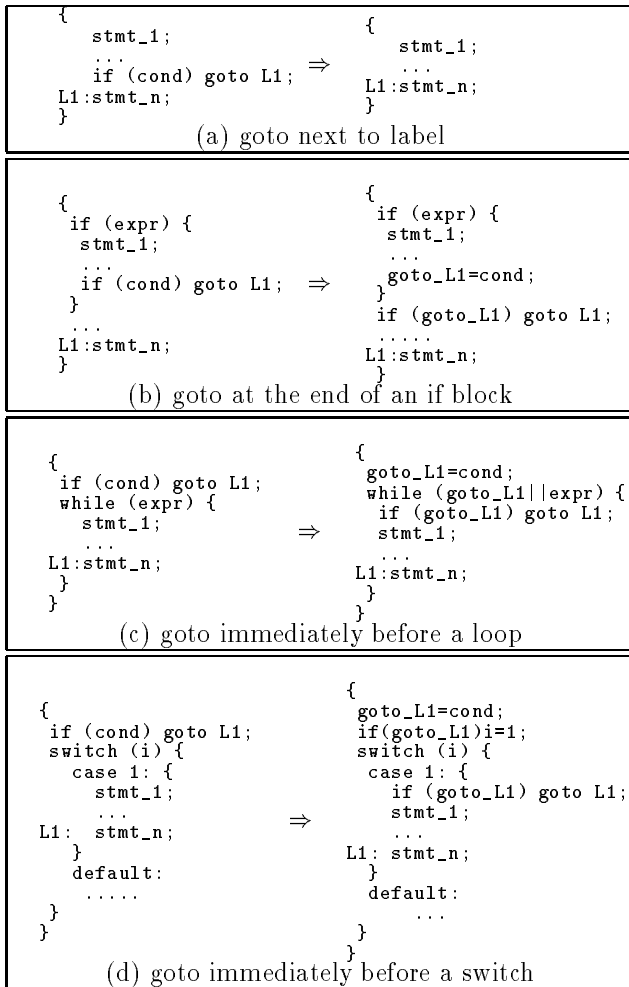 {
stmt_1;
...
if (cond) goto L1;
L1:stmt_n;
}
⇒
{
stmt_1;
...
L1:stmt_n;
}
(a) goto next to label
{
if (expr) {
stmt_1;
...
if (cond) goto L1;
}
...
L1:stmt_n;
}
⇒
{
if (expr) {
stmt_1;
...
goto_L1=cond;
}
if (goto_L1) goto L1;
.....
L1:stmt_n;
}
(b) goto at the end of an if block
{
if (cond) goto L1;
while (expr) {
stmt_1;
...
L1:stmt_n;
}
}
⇒
{
goto_L1=cond;
while (goto_L1||expr) {
if (goto_L1) goto L1;
stmt_1;
...
L1:stmt_n;
}
}
(c) goto immediately before a loop
{
if (cond) goto L1;
switch (i) {
case 1: {
stmt_1;
...
L1: stmt_n;
}
default:
.....
}
}
⇒
{
goto_L1=cond;
if(goto_L1)i=1;
switch (i) {
case 1: {
if (goto_L1) goto L1;
stmt_1;
...
L1: stmt_n;
}
default:
...
}
}
(d) goto immediately before a switch